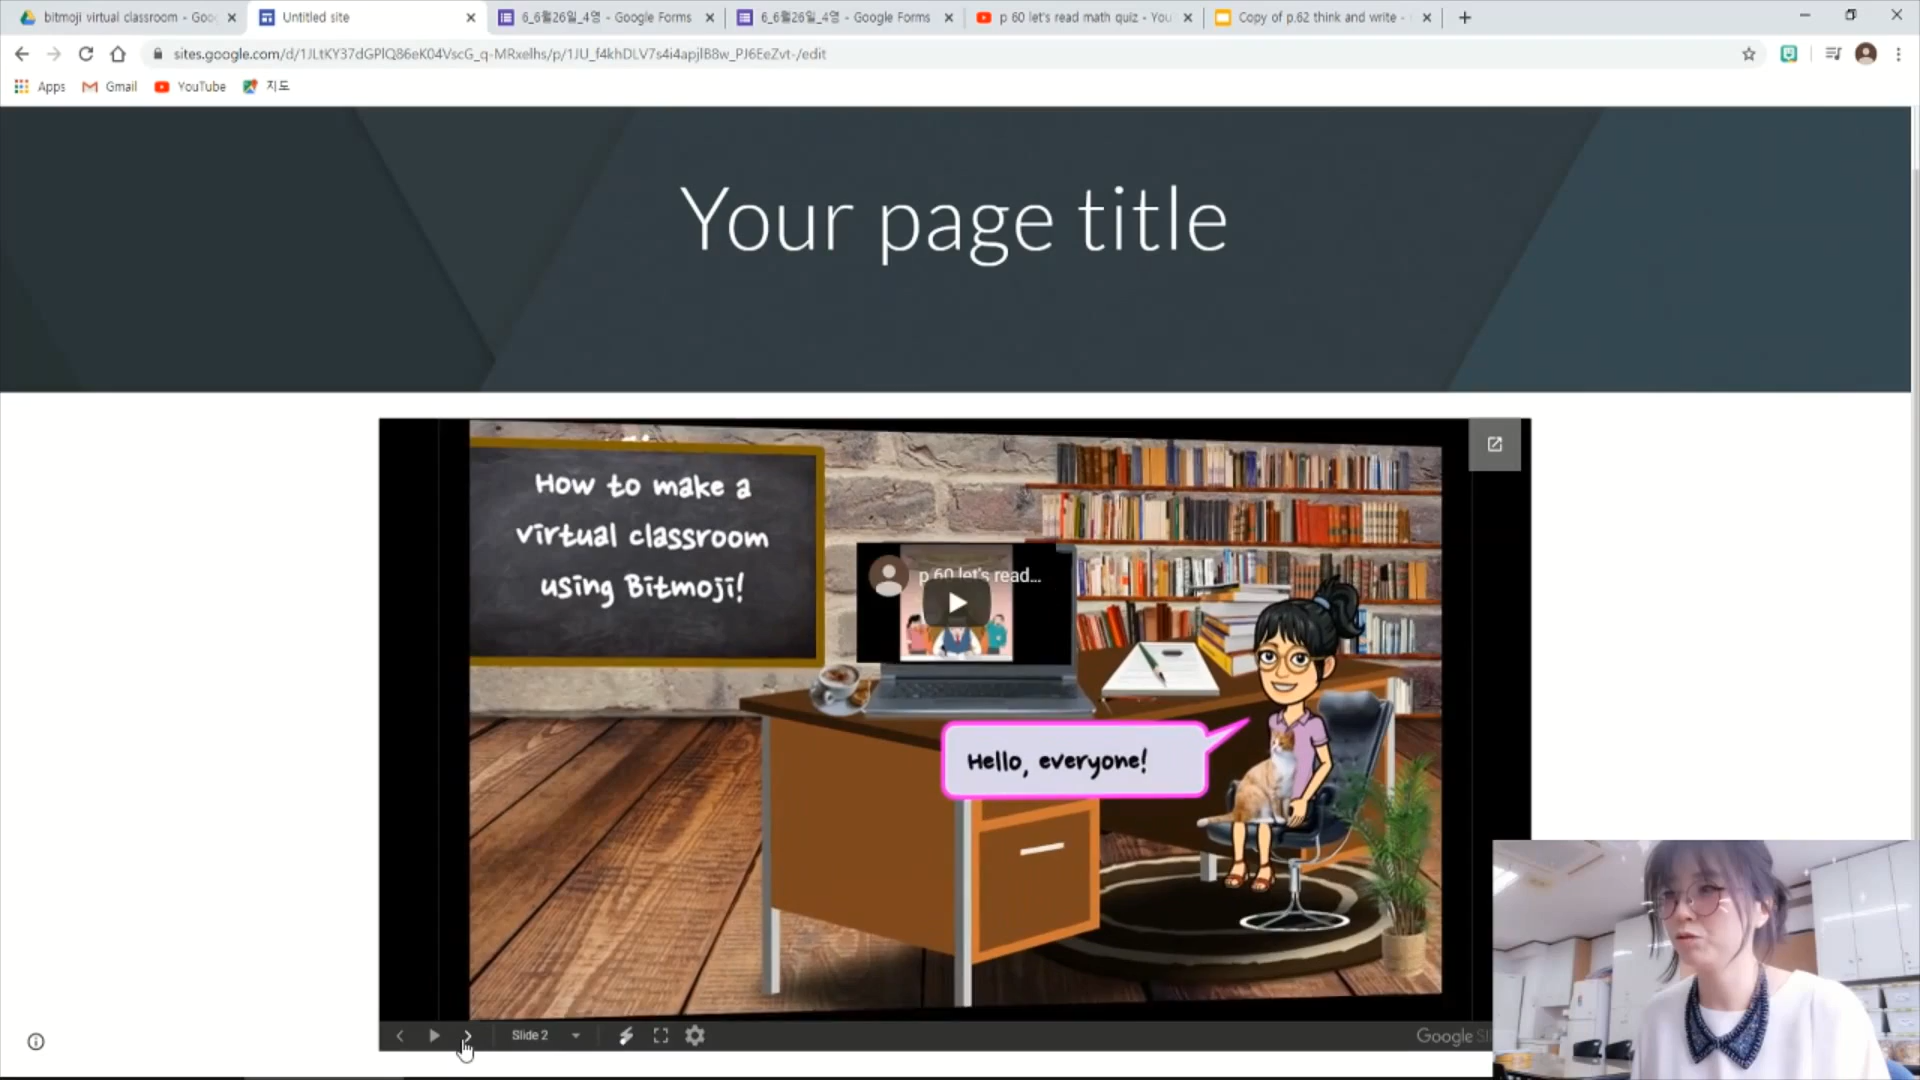 bitmoji virtual classroom - Goo
Untitled site
6_6월26일_4영 - Google Forms
6_6월26일_4영 - Google Forms
p 60 let's read math quiz - You
Copy of p.62 think and write -
sites.google.com/d/1JLtKY37dGPlQ86eK04VscG_q-MRxelhs/p/1JU_f4khDLV7s4i4apjlB8w_PJ6EeZvt-/edit
Apps
Gmail
YouTube
지도
Your page title
How to make a
virtual classroom
using Bitmoji!
p 60 let's read...
Hello, everyone!
Slide 2
Google Sl